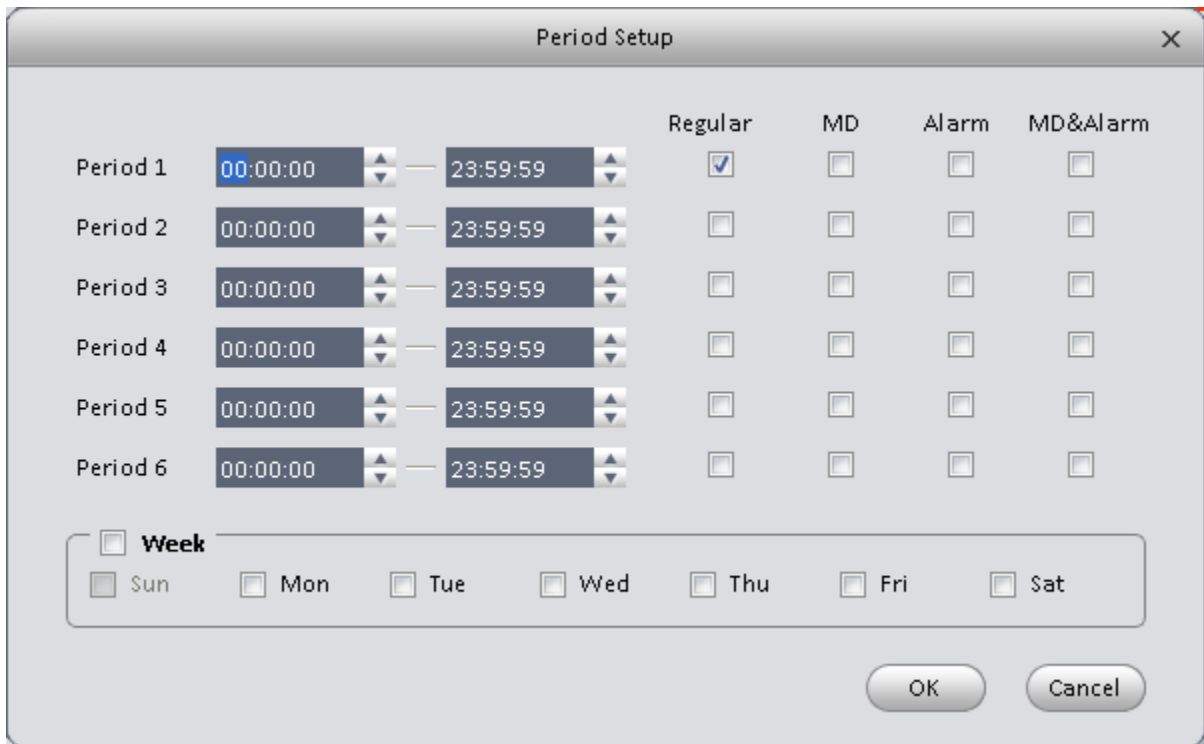 Period Setup
Regular MD Alarm MD&Alarm
Period 1 00:00:00 23:59:59
Period 2 00:00:00 23:59:59
Period 3 00:00:00 23:59:59
Period 4 00:00:00 23:59:59
Period 5 00:00:00 23:59:59
Period 6 00:00:00 23:59:59
Week
Sun Mon Tue Wed Thu Fri Sat
OK Cancel